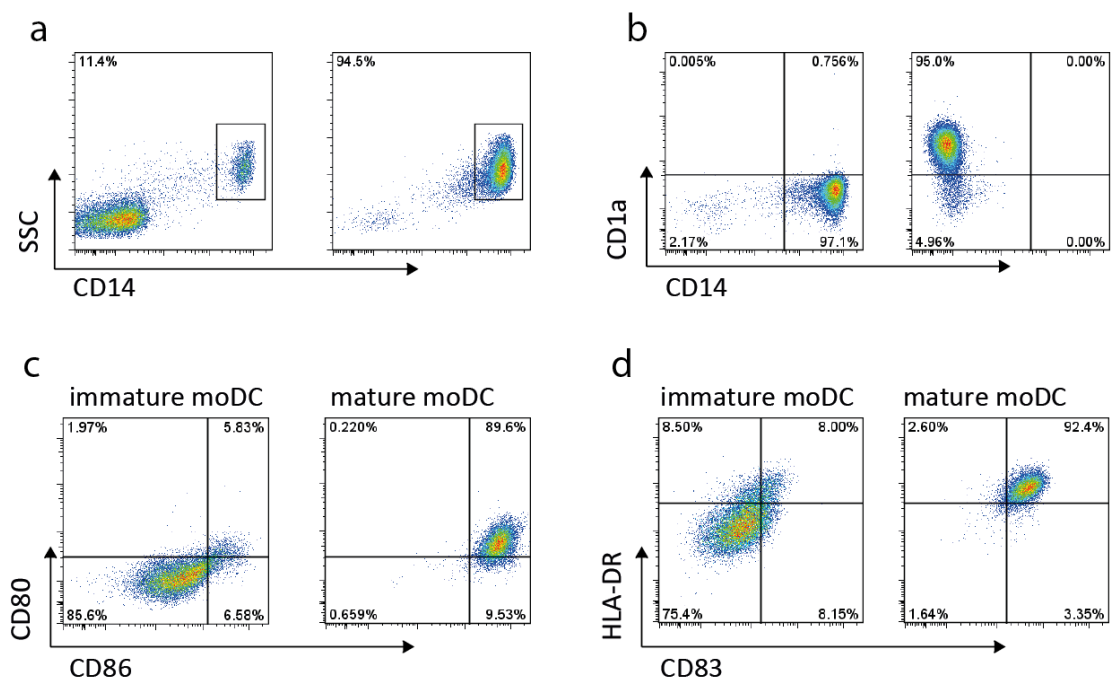 a
11.4%
94.5%
SSC
CD14
b
0.005%
0.756%
95.0%
0.00%
2.17%
97.1%
4.96%
0.00%
CD1a
CD14
c
immature moDC
mature moDC
1.97%
5.83%
0.220%
89.6%
85.6%
6.58%
0.659%
9.53%
CD80
CD86
d
immature moDC
mature moDC
8.50%
8.00%
2.60%
92.4%
75.4%
8.15%
1.64%
3.35%
HLA-DR
CD83